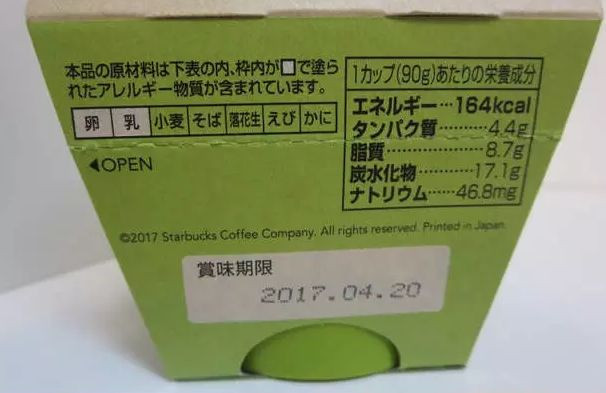 本品の原材料は下表の内、枠内が□で塗ら
れたアレルギー物質が含まれています。
卵 乳 小麦 そば 落花生 えび かに
◀OPEN
1カップ(90g)あたりの栄養成分
エネルギー…164kcal
タンパク質………4.4g
脂質……………8.7g
炭水化物………17.1g
ナトリウム……46.8mg
©2017 Starbucks Coffee Company. All rights reserved. Printed in Japan.
賞味期限
2017.04.20